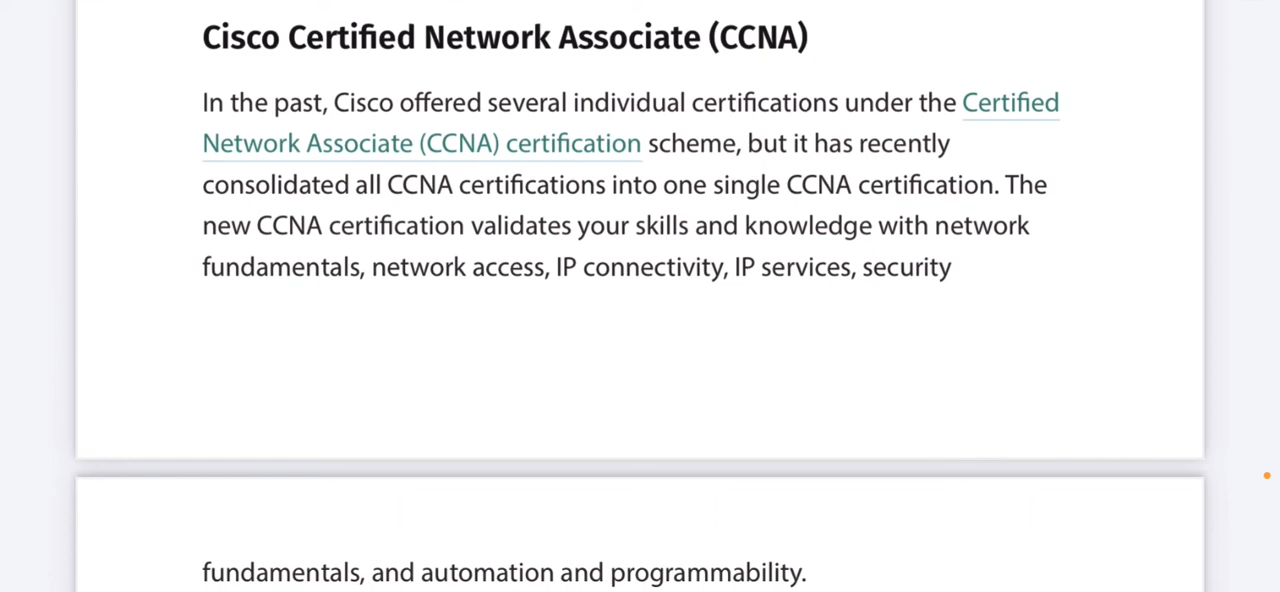 Cisco Certified Network Associate (CCNA)
In the past, Cisco offered several individual certifications under the Certified
Network Associate (CCNA) certification scheme, but it has recently
consolidated all CCNA certifications into one single CCNA certification. The
new CCNA certification validates your skills and knowledge with network
fundamentals, network access, IP connectivity, IP services, security
fundamentals, and automation and programmability.